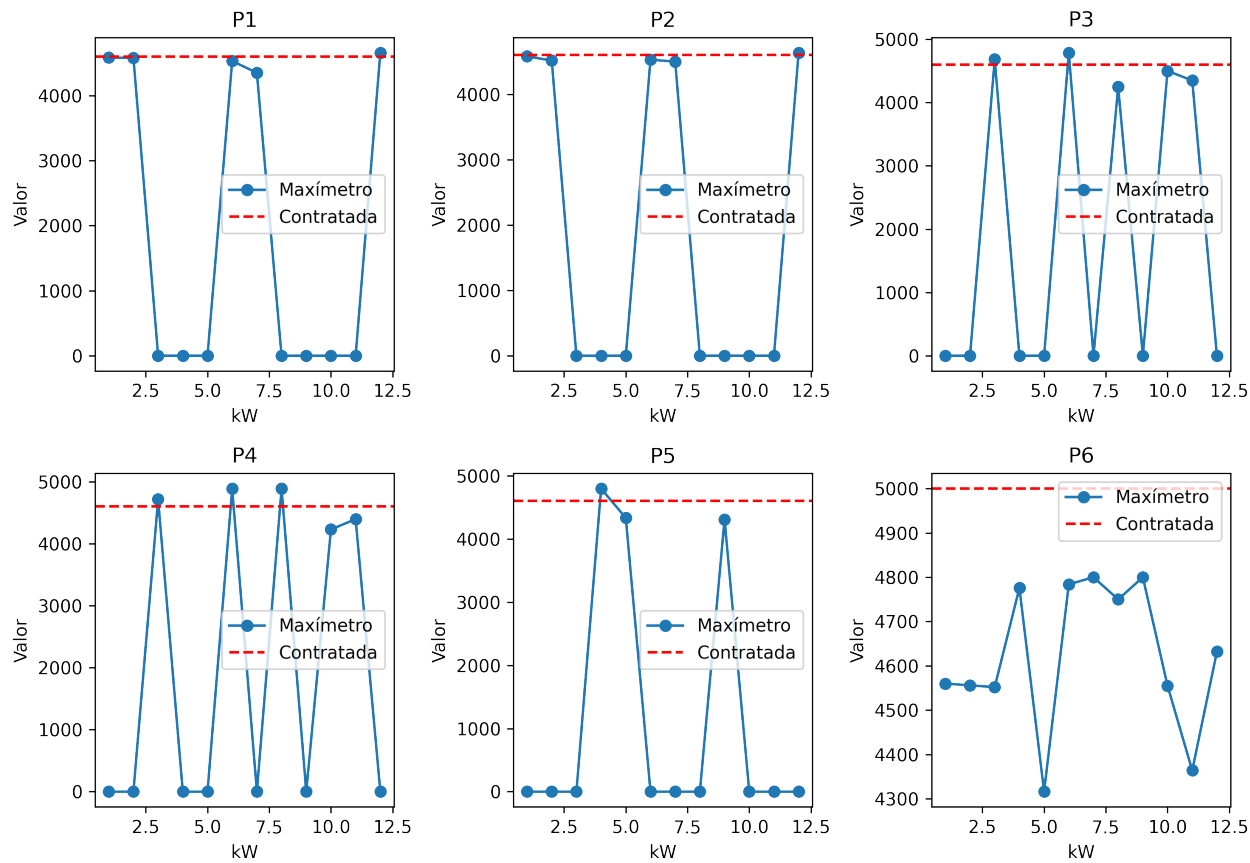 P1
4000
3000
2000
1000
0
Valor
Maxímetro
Contratada
2.5 5.0 7.5 10.0 12.5
kW
P2
4000
3000
2000
1000
0
Valor
Maxímetro
Contratada
2.5 5.0 7.5 10.0 12.5
kW
P3
5000
4000
3000
2000
1000
0
Valor
Maxímetro
Contratada
2.5 5.0 7.5 10.0 12.5
kW
P4
5000
4000
3000
2000
1000
0
Valor
Maxímetro
Contratada
2.5 5.0 7.5 10.0 12.5
kW
P5
5000
4000
3000
2000
1000
0
Valor
Maxímetro
Contratada
2.5 5.0 7.5 10.0 12.5
kW
P6
5000
4900
4800
4700
4600
4500
4400
4300
Valor
Maxímetro
Contratada
2.5 5.0 7.5 10.0 12.5
kW